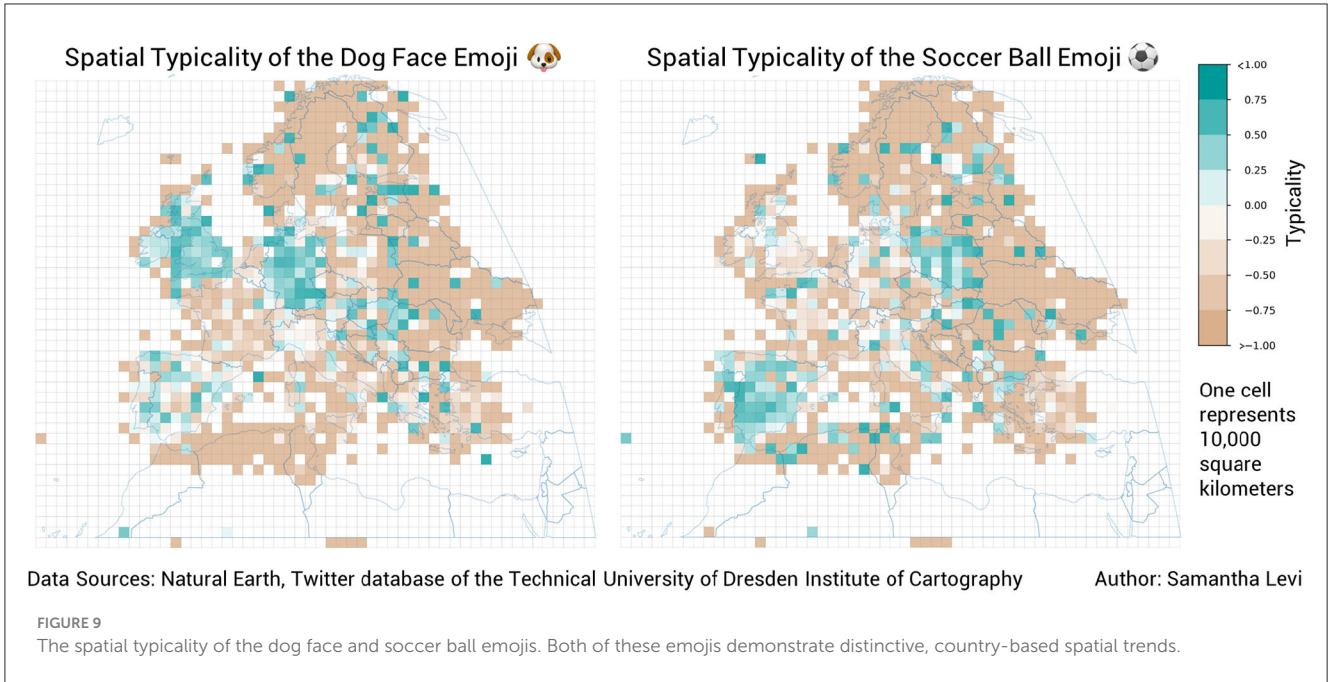 Spatial Typicality of the Dog Face Emoji 🐶
Spatial Typicality of the Soccer Ball Emoji ⚽
<1.00
0.75
0.50
0.25
0.00
−0.25
−0.50
−0.75
>−1.00
Typicality
One cell
represents
10,000
square
kilometers
Data Sources: Natural Earth, Twitter database of the Technical University of Dresden Institute of Cartography
Author: Samantha Levi
FIGURE 9
The spatial typicality of the dog face and soccer ball emojis. Both of these emojis demonstrate distinctive, country-based spatial trends.